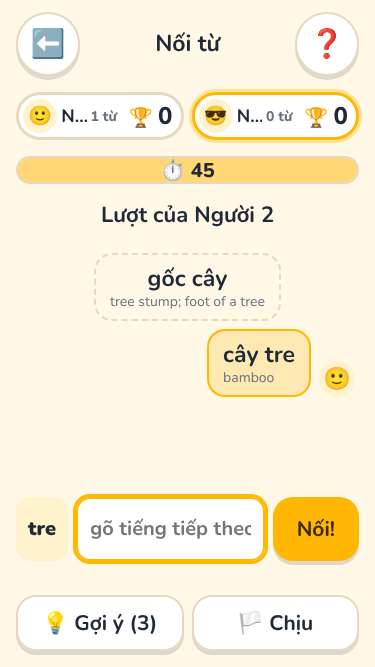 Nối từ
N... 1 từ 0
N... 0 từ 0
45
Lượt của Người 2
gốc cây
tree stump; foot of a tree
cây tre
bamboo
tre
gõ tiếng tiếp theo
Nối!
Gợi ý (3)
Chịu